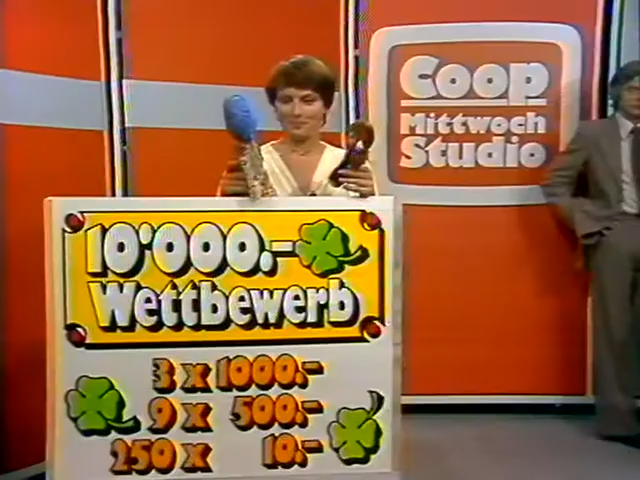 Coop
Mittwoch
Studio
10'000.-
Wettbewerb
3 x 1000.-
9 x 500.-
250 x 10.-